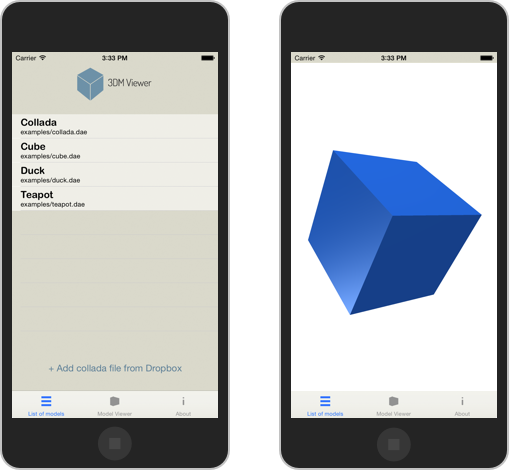 Carrier 3:33 PM
3DM Viewer
Collada
examples/collada.dae
Cube
examples/cube.dae
Duck
examples/duck.dae
Teapot
examples/teapot.dae
+ Add collada file from Dropbox
List of models Model Viewer About
Carrier 3:33 PM
List of models Model Viewer About